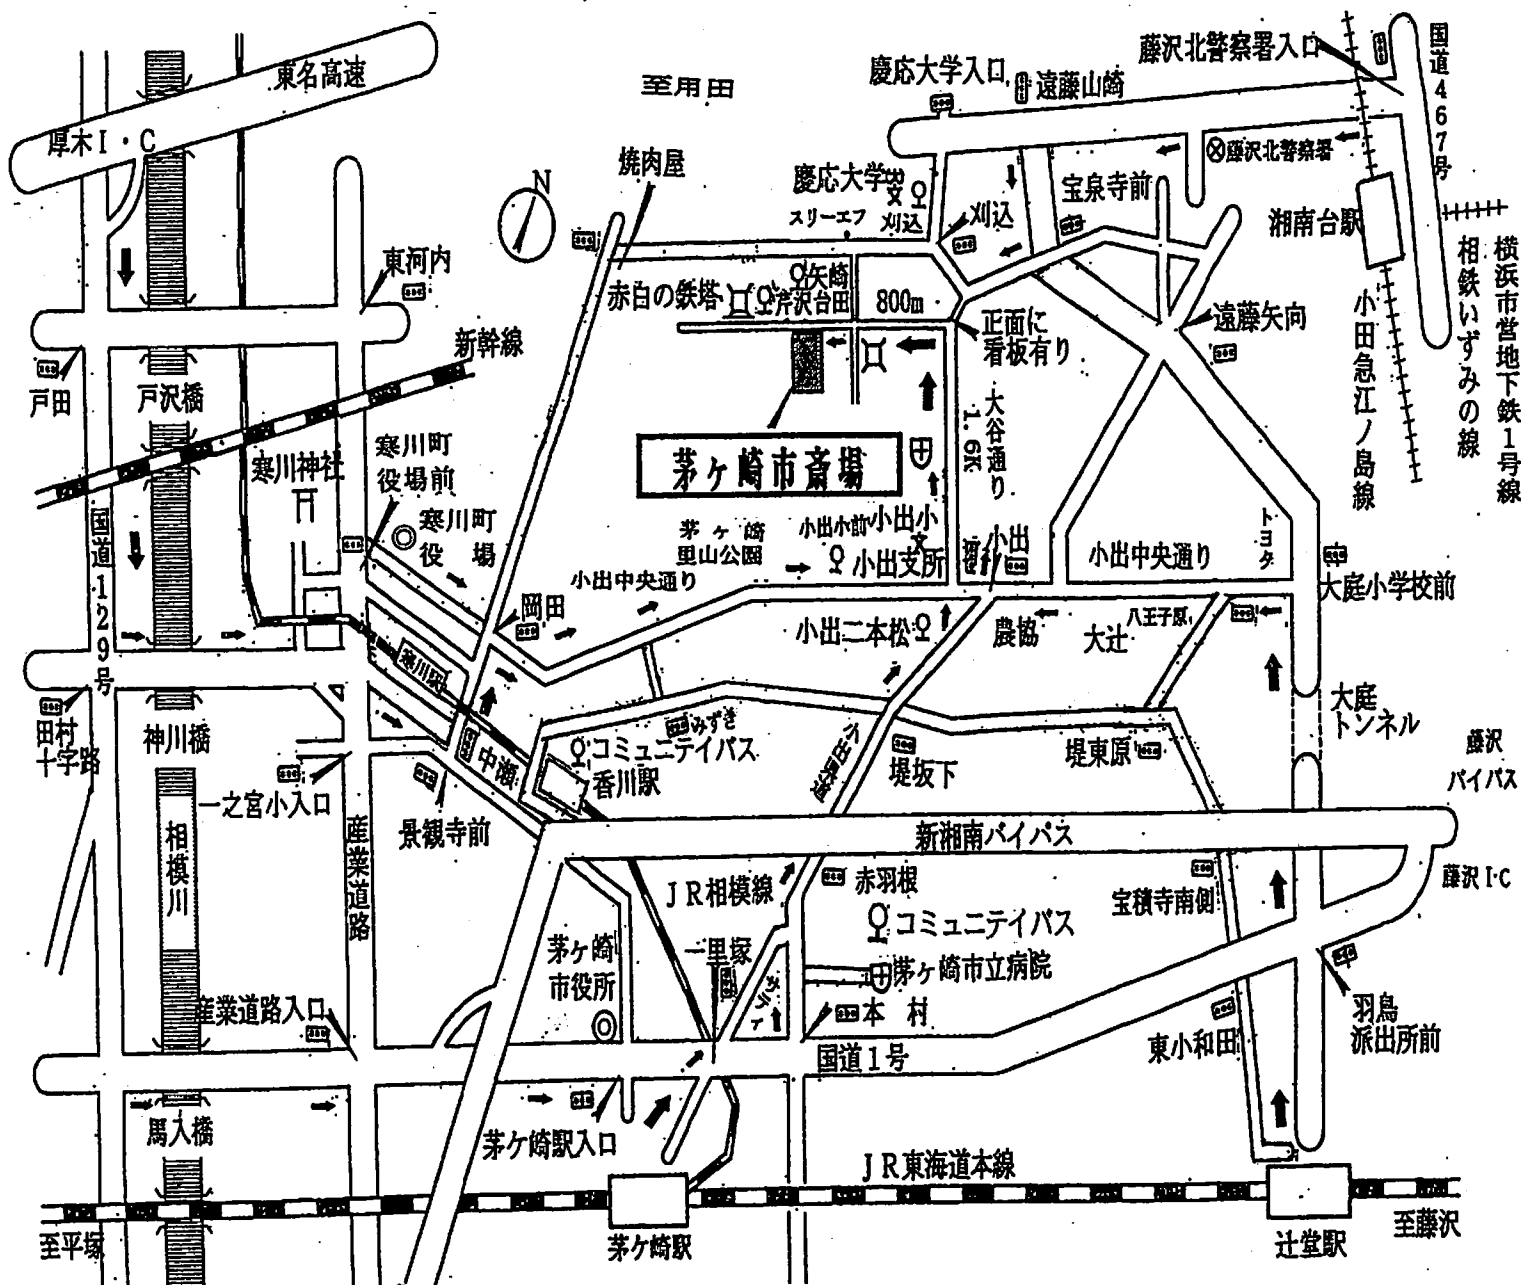 東名高速
厚木I・C
至用田
慶応大学入口
遠藤山崎
藤沢北警察署入口
国道467号
藤沢北警察署
焼肉屋
N
慶応大学
スリーエフ
刈込
刈込
宝泉寺前
湘南台駅
相鉄いずみの線
横浜市営地下鉄1号線
小田急江ノ島線
東河内
赤白の鉄塔
矢崎
芹沢台田
800m
正面に
看板有り
遠藤矢向
新幹線
戸田
戸沢橋
大谷通り
1.6K
茅ヶ崎市斎場
寒川神社
寒川町
役場前
寒川町
役場
国道129号
茅ヶ崎
里山公園
小出小前
小出小
小出支所
小出
小出中央通り
小出中央通り
トヨタ
大庭小学校前
岡田
小出二本松
農協
大辻
八王子原
寒川駅
大庭
トンネル
田村
十字路
神川橋
みずき
コミュニテイバス
香川駅
中瀬
堤坂下
堤東原
藤沢
バイパス
一之宮小入口
景観寺前
産業道路
相模川
新湘南バイパス
藤沢I・C
JR相模線
赤羽根
宝積寺南側
コミュニテイバス
茅ヶ崎
市役所
一里塚
茅ヶ崎市立病院
本村
産業道路入口
羽鳥
派出所前
東小和田
国道1号
馬入橋
茅ケ崎駅入口
JR東海道本線
至平塚
茅ケ崎駅
辻堂駅
至藤沢